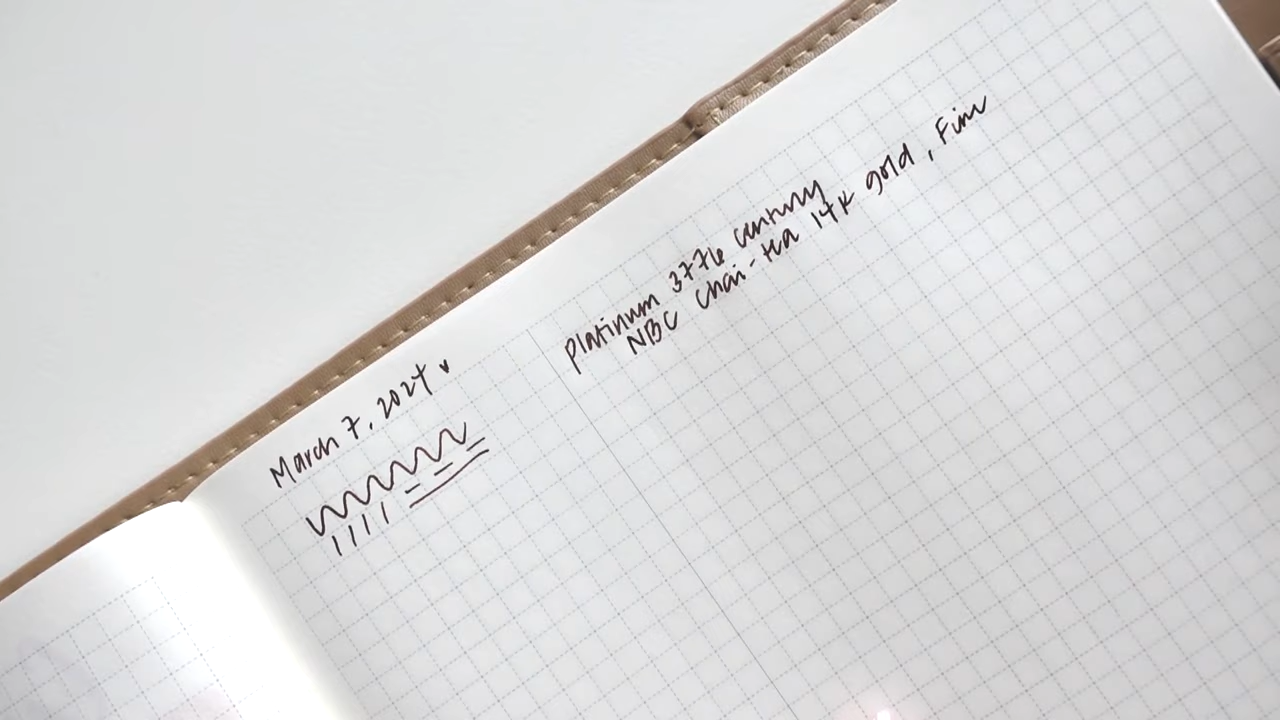 March 7, 2024
platinum 3776 century
NBC chai-tea 14k gold, Fine